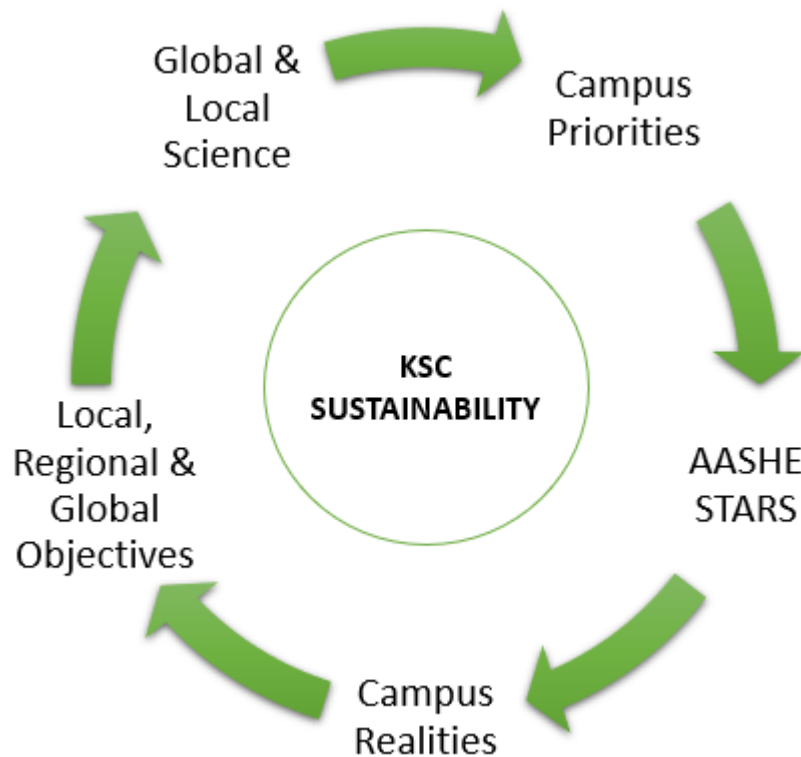 Global &
Local
Science
Campus
Priorities
KSC
SUSTAINABILITY
AASHE
STARS
Local,
Regional &
Global
Objectives
Campus
Realities